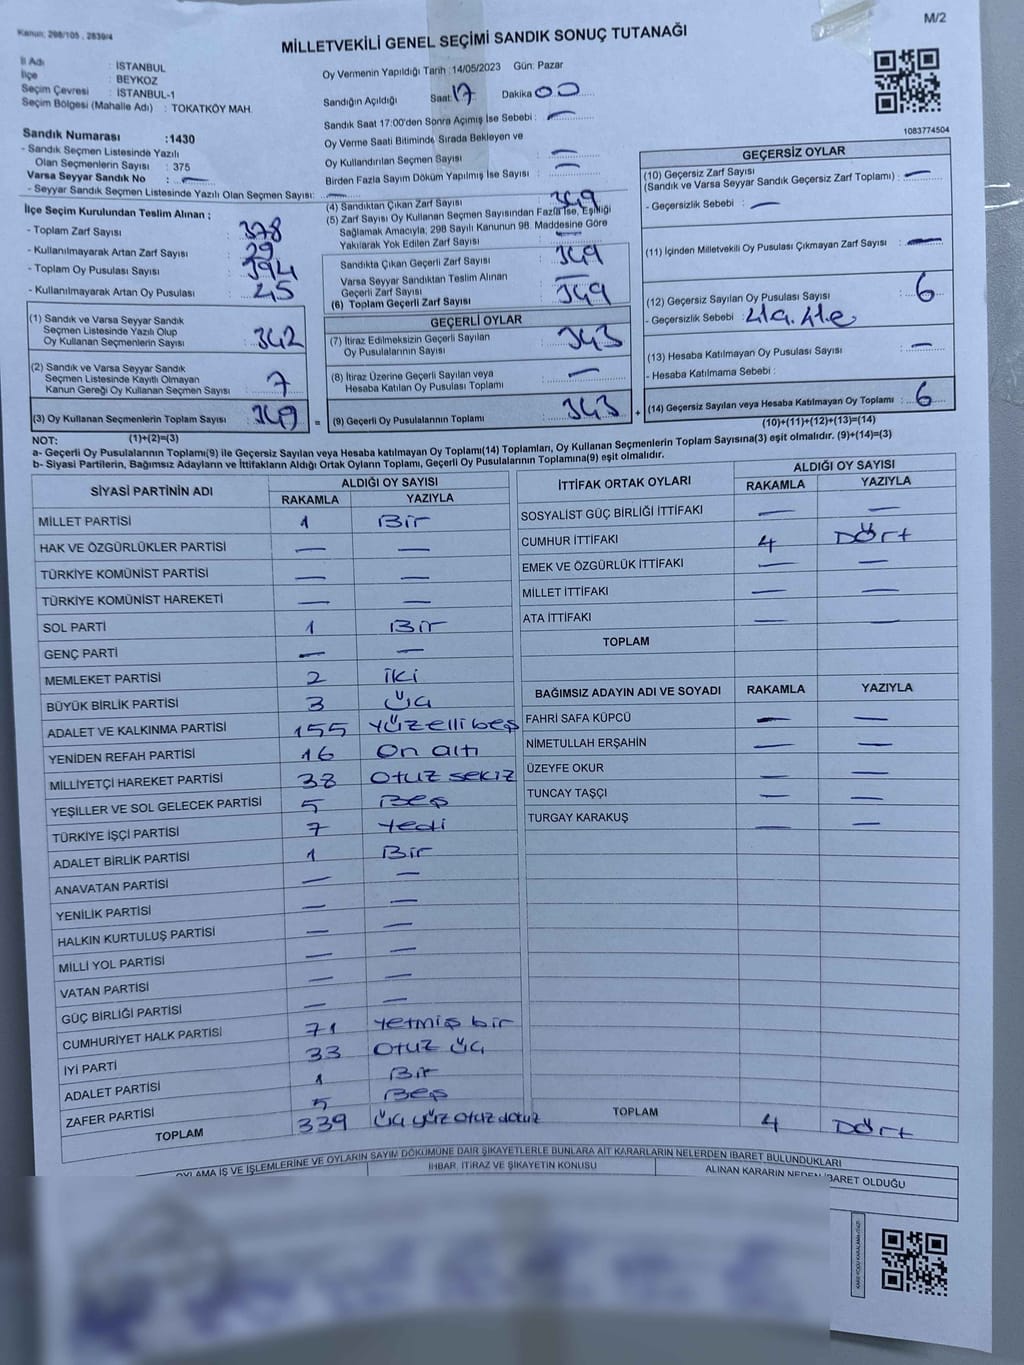 Kanun: 298/105 , 2839/4
M/2
MİLLETVEKİLİ GENEL SEÇİMİ SANDIK SONUÇ TUTANAĞI
İl Adı : İSTANBUL
İlçe : BEYKOZ
Seçim Çevresi : İSTANBUL-1
Seçim Bölgesi (Mahalle Adı) : TOKATKÖY MAH.
Sandık Numarası :1430
- Sandık Seçmen Listesinde Yazılı
Olan Seçmenlerin Sayısı : 375
Varsa Seyyar Sandık No : —
- Seyyar Sandık Seçmen Listesinde Yazılı Olan Seçmen Sayısı: —
Oy Vermenin Yapıldığı Tarih :14/05/2023 Gün: Pazar
Sandığın Açıldığı Saat: 17 Dakika 00
Sandık Saat 17:00'den Sonra Açımış İse Sebebi : —
Oy Verme Saati Bitiminde Sırada Bekleyen ve
Oy Kullandırılan Seçmen Sayısı : —
Birden Fazla Sayım Döküm Yapılmış İse Sayısı : —
1083774504
İlçe Seçim Kurulundan Teslim Alınan ;
- Toplam Zarf Sayısı : 378
- Kullanılmayarak Artan Zarf Sayısı : 29
- Toplam Oy Pusulası Sayısı : 394
- Kullanılmayarak Artan Oy Pusulası : 45
(4) Sandıktan Çıkan Zarf Sayısı : 349
(5) Zarf Sayısı Oy Kullanan Seçmen Sayısından Fazla İse, Eşitliği
Sağlamak Amacıyla; 298 Sayılı Kanunun 98. Maddesine Göre
Yakılarak Yok Edilen Zarf Sayısı : —
Sandıkta Çıkan Geçerli Zarf Sayısı : 349
Varsa Seyyar Sandıktan Teslim Alınan
Geçerli Zarf Sayısı : —
(6) Toplam Geçerli Zarf Sayısı : 349
GEÇERSİZ OYLAR
(10) Geçersiz Zarf Sayısı
(Sandık ve Varsa Seyyar Sandık Geçersiz Zarf Toplamı) : —
- Geçersizlik Sebebi : —
(11) İçinden Milletvekili Oy Pusulası Çıkmayan Zarf Sayısı : —
(12) Geçersiz Sayılan Oy Pusulası Sayısı : 6
- Geçersizlik Sebebi : 41a.41e
(13) Hesaba Katılmayan Oy Pusulası Sayısı : —
- Hesaba Katılmama Sebebi :
(14) Geçersiz Sayılan veya Hesaba Katılmayan Oy Toplamı : 6
(10)+(11)+(12)+(13)=(14)
(1) Sandık ve Varsa Seyyar Sandık
Seçmen Listesinde Yazılı Olup
Oy Kullanan Seçmenlerin Sayısı : 342
(2) Sandık ve Varsa Seyyar Sandık
Seçmen Listesinde Kayıtlı Olmayan
Kanun Gereği Oy Kullanan Seçmen Sayısı : 7
(3) Oy Kullanan Seçmenlerin Toplam Sayısı : 349
(1)+(2)=(3)
GEÇERLİ OYLAR
(7) İtiraz Edilmeksizin Geçerli Sayılan
Oy Pusulalarının Sayısı : 343
(8) İtiraz Üzerine Geçerli Sayılan veya
Hesaba Katılan Oy Pusulası Toplamı : —
= (9) Geçerli Oy Pusulalarının Toplamı : 343 +
NOT:
a- Geçerli Oy Pusulalarının Toplamı(9) ile Geçersiz Sayılan veya Hesaba katılmayan Oy Toplamı(14) Toplamları, Oy Kullanan Seçmenlerin Toplam Sayısına(3) eşit olmalıdır. (9)+(14)=(3)
b- Siyasi Partilerin, Bağımsız Adayların ve İttifakların Aldığı Ortak Oyların Toplamı, Geçerli Oy Pusulalarının Toplamına(9) eşit olmalıdır.
SİYASİ PARTİNİN ADI ALDIĞI OY SAYISI
RAKAMLA YAZIYLA
MİLLET PARTİSİ 1 Bir
HAK VE ÖZGÜRLÜKLER PARTİSİ — —
TÜRKİYE KOMÜNİST PARTİSİ — —
TÜRKİYE KOMÜNİST HAREKETİ — —
SOL PARTİ 1 Bir
GENÇ PARTİ — —
MEMLEKET PARTİSİ 2 iki
BÜYÜK BİRLİK PARTİSİ 3 üç
ADALET VE KALKINMA PARTİSİ 155 yüzellibeş
YENİDEN REFAH PARTİSİ 16 On altı
MİLLİYETÇİ HAREKET PARTİSİ 38 otuz sekiz
YEŞİLLER VE SOL GELECEK PARTİSİ 5 Beş
TÜRKİYE İŞÇİ PARTİSİ 7 yedi
ADALET BİRLİK PARTİSİ 1 Bir
ANAVATAN PARTİSİ — —
YENİLİK PARTİSİ — —
HALKIN KURTULUŞ PARTİSİ — —
MİLLİ YOL PARTİSİ — —
VATAN PARTİSİ — —
GÜÇ BİRLİĞİ PARTİSİ — —
CUMHURİYET HALK PARTİSİ 71 yetmiş bir
İYİ PARTİ 33 otuz üç
ADALET PARTİSİ 1 Bir
ZAFER PARTİSİ 5 Beş
TOPLAM 339 üç yüz otuz dokuz
İTTİFAK ORTAK OYLARI ALDIĞI OY SAYISI
RAKAMLA YAZIYLA
SOSYALİST GÜÇ BİRLİĞİ İTTİFAKI — —
CUMHUR İTTİFAKI 4 Dört
EMEK VE ÖZGÜRLÜK İTTİFAKI — —
MİLLET İTTİFAKI — —
ATA İTTİFAKI — —
TOPLAM
BAĞIMSIZ ADAYIN ADI VE SOYADI RAKAMLA YAZIYLA
FAHRİ SAFA KÜPCÜ — —
NİMETULLAH ERŞAHİN — —
ÜZEYFE OKUR — —
TUNCAY TAŞÇI — —
TURGAY KARAKUŞ — —
TOPLAM 4 Dört
OYLAMA İŞ VE İŞLEMLERİNE VE OYLARIN SAYIM DÖKÜMÜNE DAİR ŞİKAYETLERLE BUNLARA AİT KARARLARIN NELERDEN İBARET BULUNDUKLARI
İHBAR, İTİRAZ VE ŞİKAYETİN KONUSU
ALINAN KARARIN NEDEN İBARET OLDUĞU